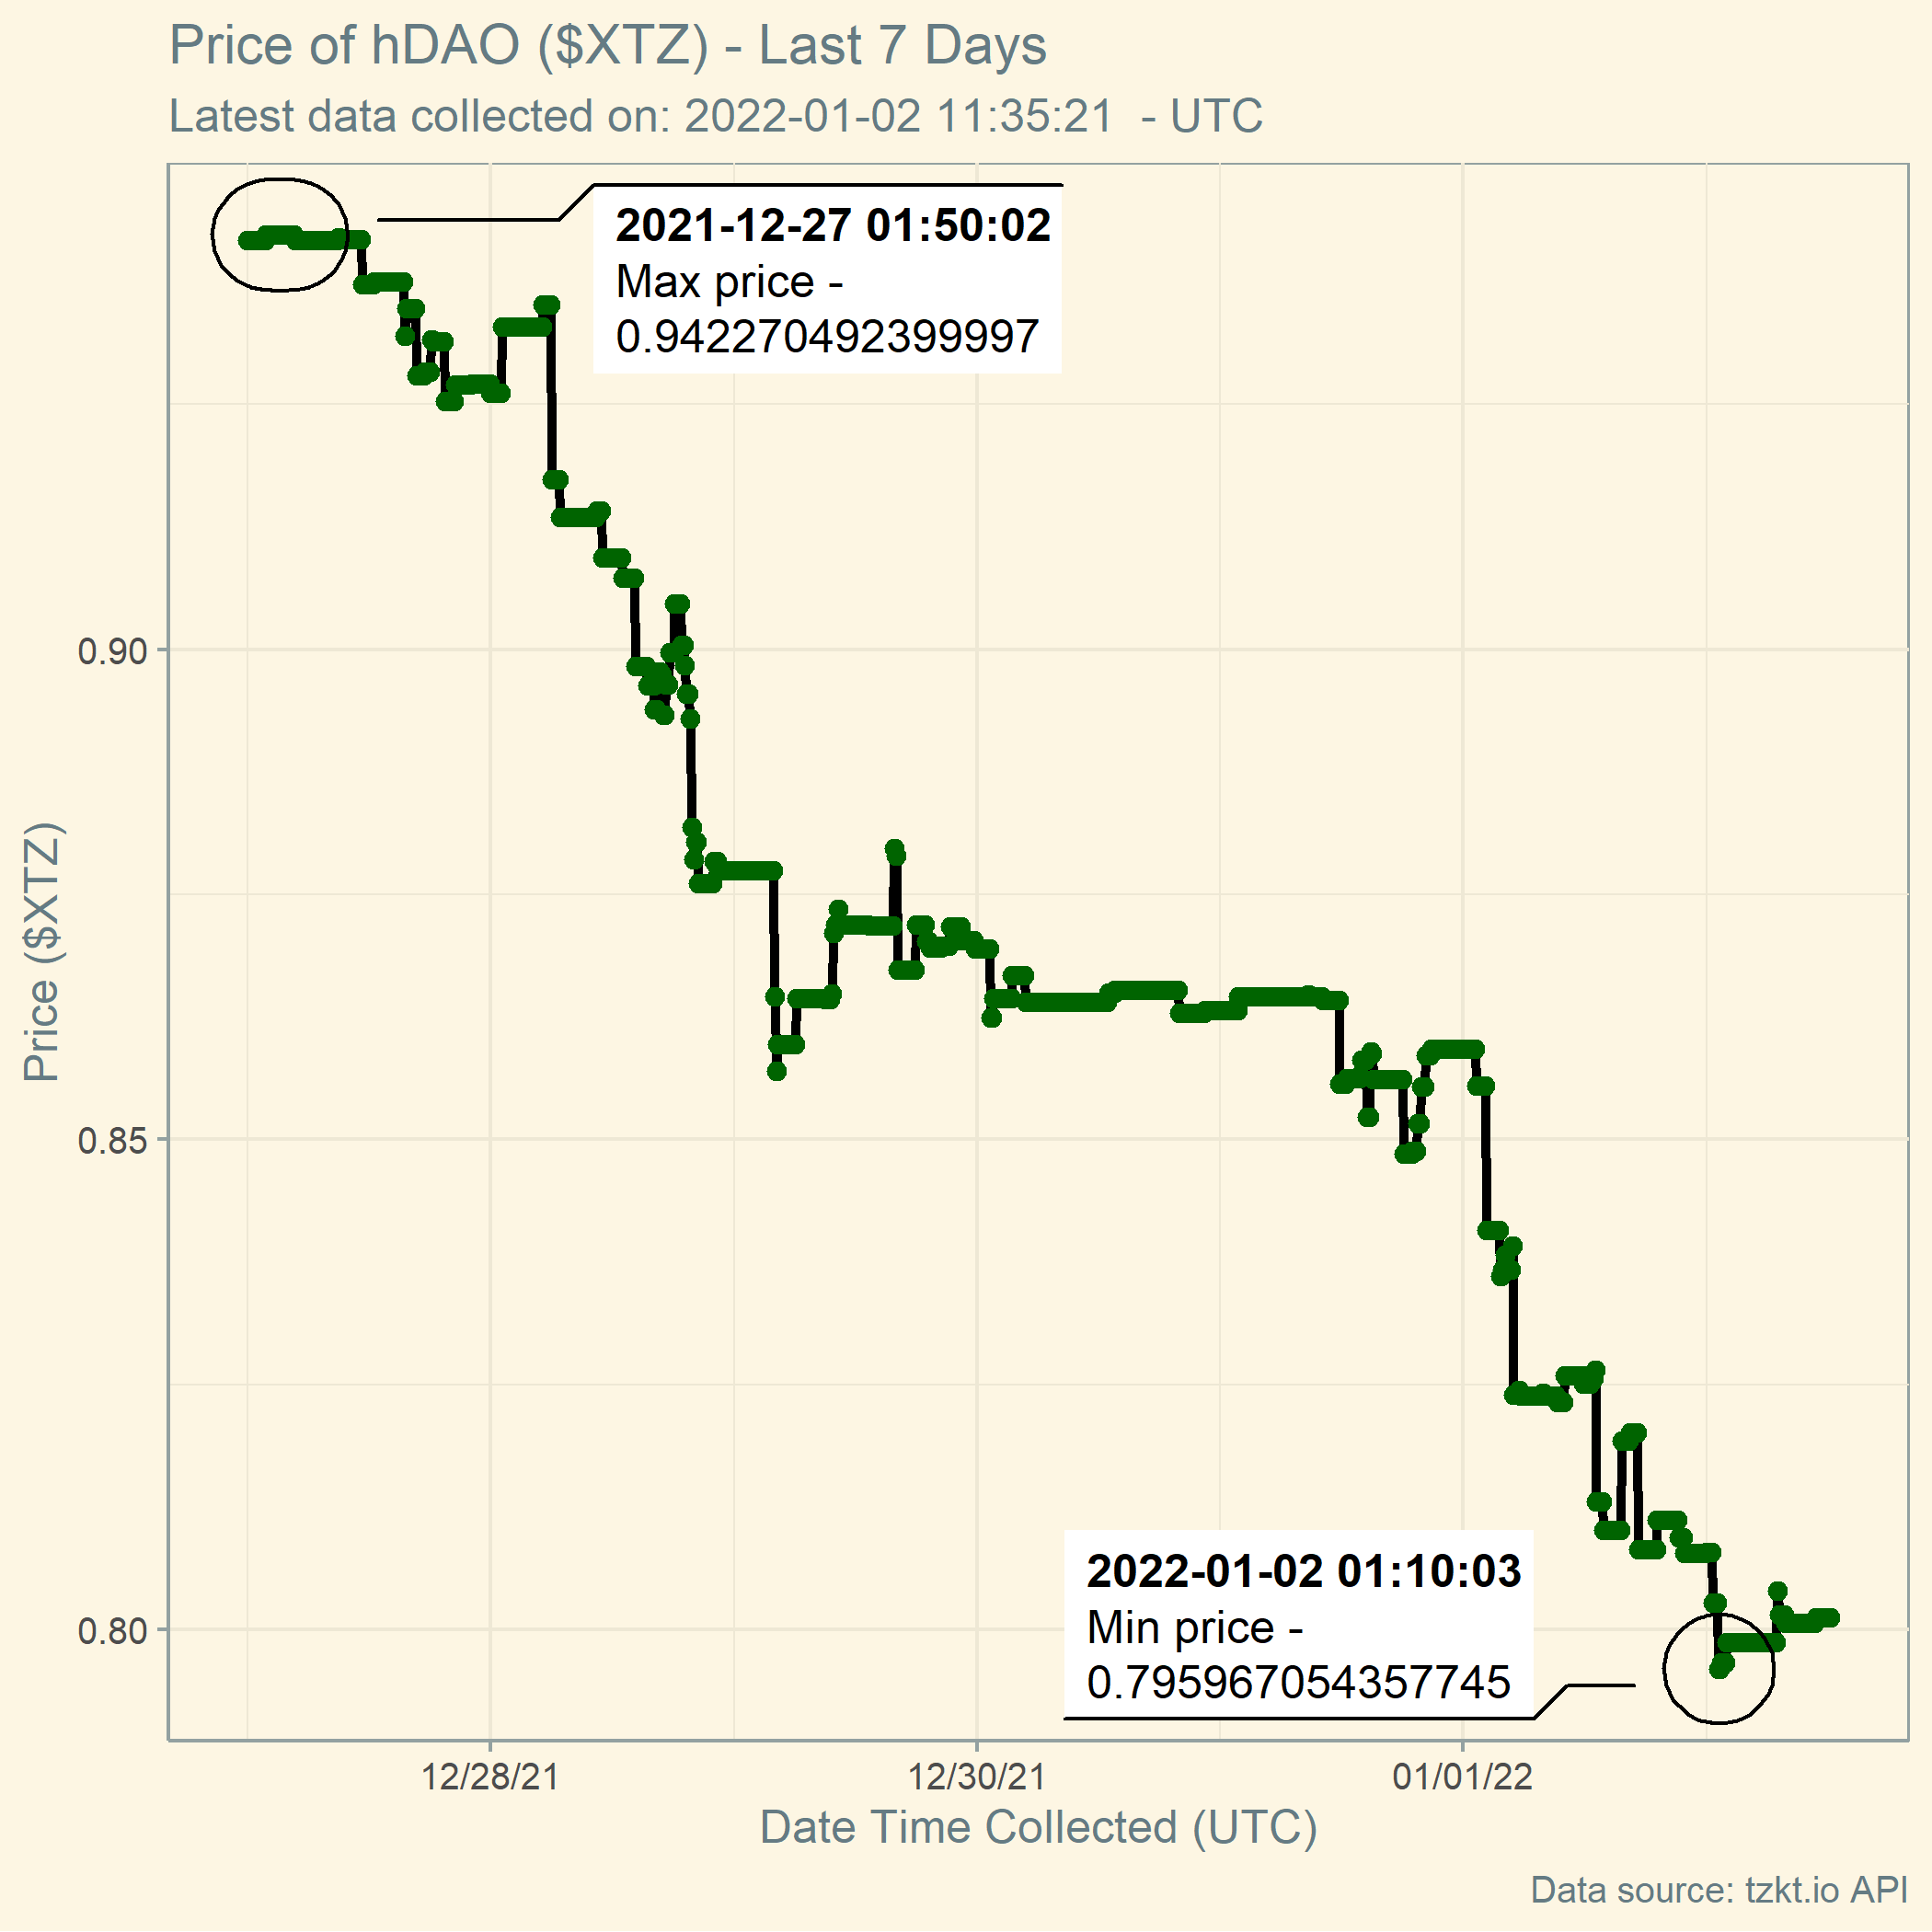 Price of hDAO ($XTZ) - Last 7 Days
Latest data collected on: 2022-01-02 11:35:21  - UTC
2021-12-27 01:50:02
Max price -
0.942270492399997
0.90
0.85
0.80
Price ($XTZ)
2022-01-02 01:10:03
Min price -
0.795967054357745
12/28/21
12/30/21
01/01/22
Date Time Collected (UTC)
Data source: tzkt.io API